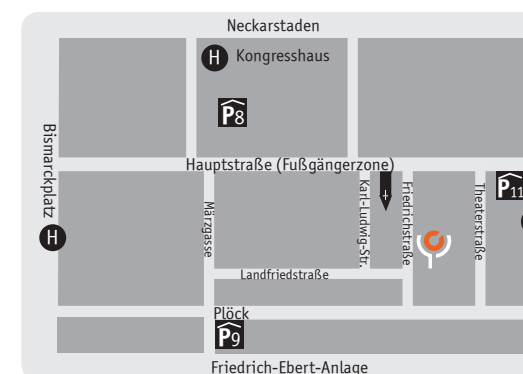 Neckarstaden
H
Kongresshaus
P8
Bismarckplatz
Hauptstraße (Fußgängerzone)
Märzgasse
Karl-Ludwig-Str.
Friedrichstraße
Theaterstraße
P11
H
Landfriedstraße
Plöck
P9
Friedrich-Ebert-Anlage